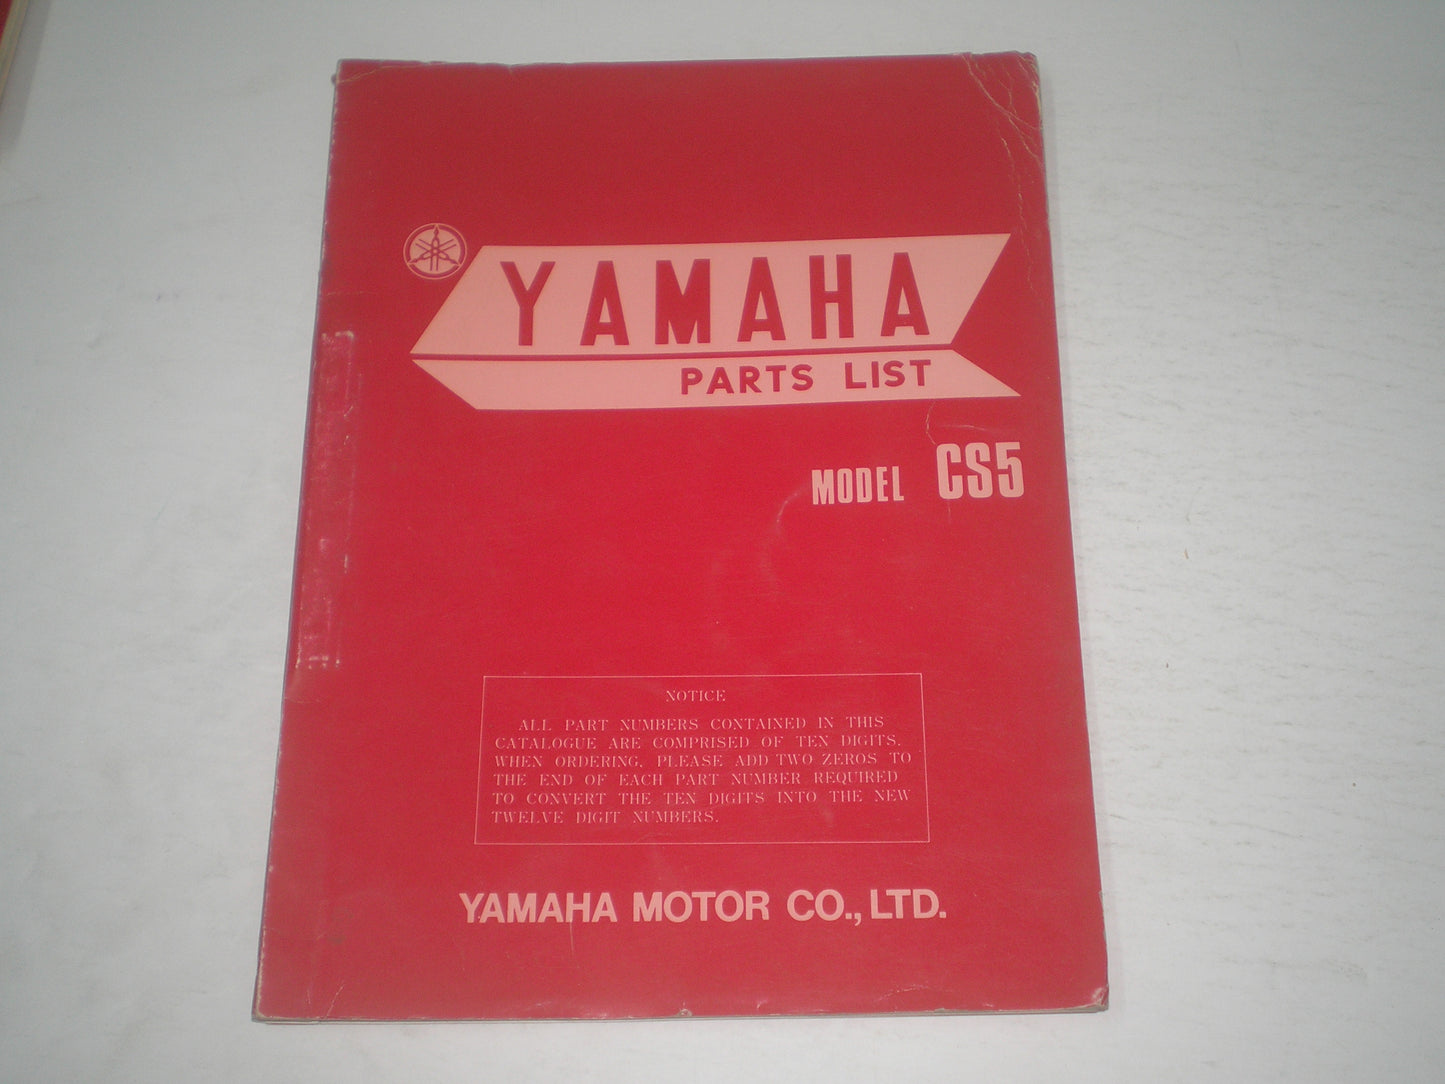 YAMAHA
PARTS LIST
MODEL CS5
NOTICE
ALL PART NUMBERS CONTAINED IN THIS
CATALOGUE ARE COMPRISED OF TEN DIGITS.
WHEN ORDERING, PLEASE ADD TWO ZEROS TO
THE END OF EACH PART NUMBER REQUIRED
TO CONVERT THE TEN DIGITS INTO THE NEW
TWELVE DIGIT NUMBERS.
YAMAHA MOTOR CO., LTD.